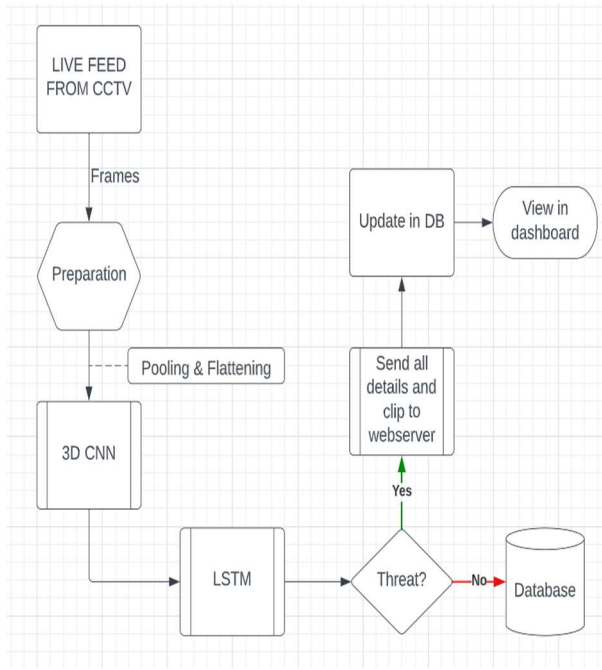 LIVE FEED
FROM CCTV
Frames
Preparation
Pooling & Flattening
3D CNN
LSTM
Threat?
Yes
No
Database
Send all
details and
clip to
webserver
Update in DB
View in
dashboard